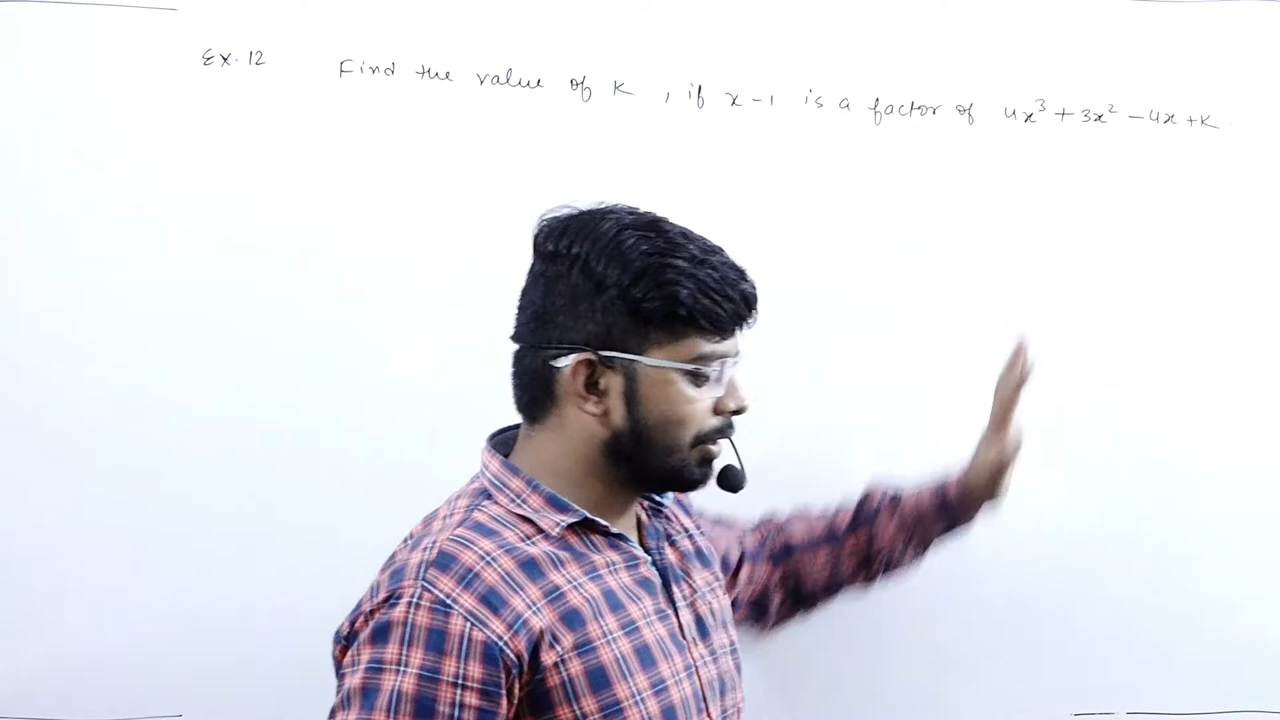 Ex. 12 Find the value of K , if x - 1 is a factor of 4x³ + 3x² - 4x + K